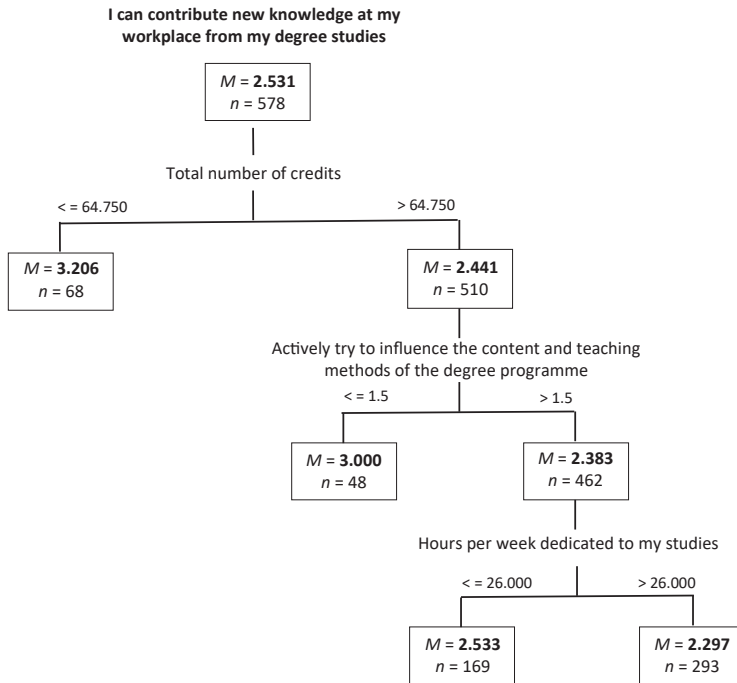 I can contribute new knowledge at my
workplace from my degree studies
M = 2.531
n = 578
Total number of credits
< = 64.750
> 64.750
M = 3.206
n = 68
M = 2.441
n = 510
Actively try to influence the content and teaching
methods of the degree programme
< = 1.5
> 1.5
M = 3.000
n = 48
M = 2.383
n = 462
Hours per week dedicated to my studies
< = 26.000
> 26.000
M = 2.533
n = 169
M = 2.297
n = 293